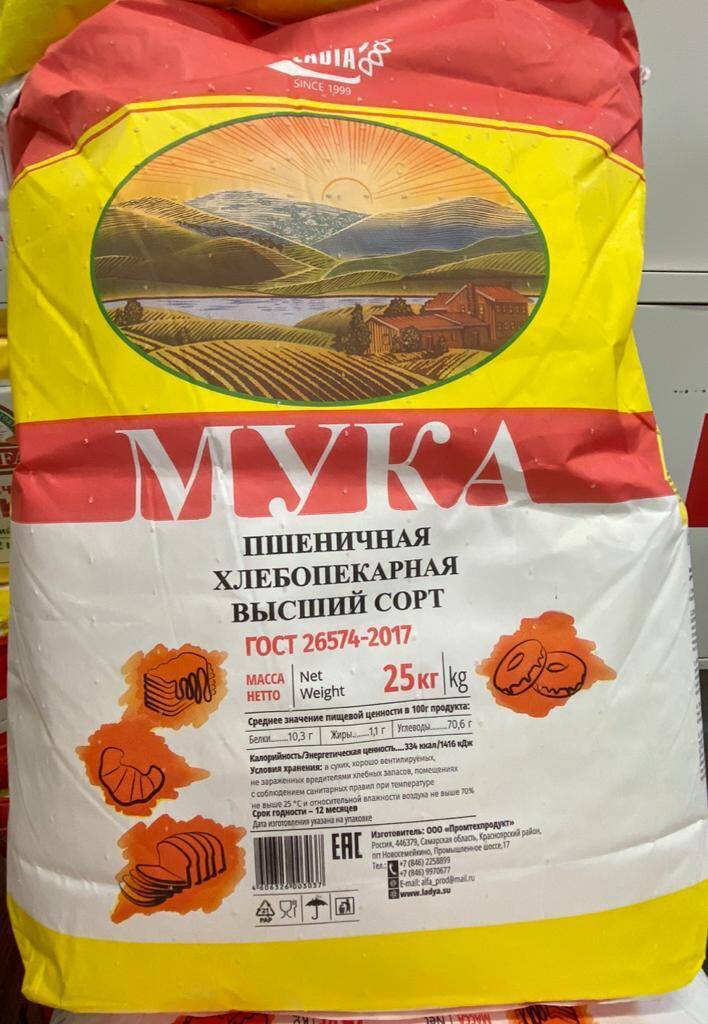 LADIA
SINCE 1999
МУКА
ПШЕНИЧНАЯ
ХЛЕБОПЕКАРНАЯ
ВЫСШИЙ СОРТ
ГОСТ 26574-2017
МАССА НЕТТО Net Weight 25кг kg
Среднее значение пищевой ценности в 100г продукта:
Белки.......10,3 г Жиры......1,1 г Углеводы......70,6 г
Калорийность/Энергетическая ценность....334 ккал/1416 кДж
Условия хранения: в сухих, хорошо вентилируемых,
не зараженных вредителями хлебных запасов, помещениях
с соблюдением санитарных правил при температуре
не выше 25 °С и относительной влажности воздуха не выше 70%
Срок годности – 12 месяцев
Дата изготовления указана на упаковке
4606326003037
EAC
Изготовитель: ООО «Промтехпродукт»
Россия, 446379, Самарская область, Красноярский район,
пгт Новосемейкино, Промышленное шоссе,17
Тел.: +7 (846) 2258899
+7 (846) 9970677
E-mail: alfa_prod@mail.ru
www.ladya.su
21
PAP